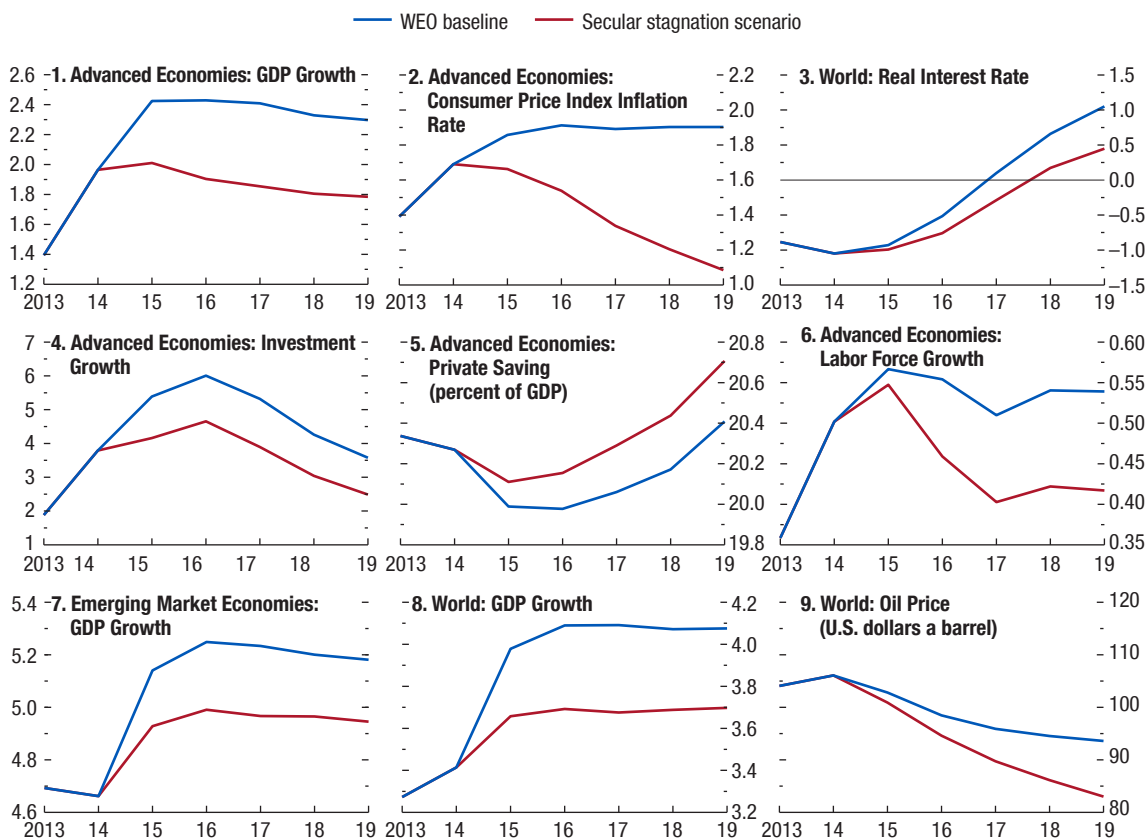 WEO baseline Secular stagnation scenario
1. Advanced Economies: GDP Growth
2.6
2.4
2.2
2.0
1.8
1.6
1.4
1.2
2013 14 15 16 17 18 19
2. Advanced Economies:
Consumer Price Index Inflation
Rate
2.2
2.0
1.8
1.6
1.4
1.2
1.0
2013 14 15 16 17 18 19
3. World: Real Interest Rate
1.5
1.0
0.5
0.0
–0.5
–1.0
–1.5
2013 14 15 16 17 18 19
4. Advanced Economies: Investment
Growth
7
6
5
4
3
2
1
2013 14 15 16 17 18 19
5. Advanced Economies:
Private Saving
(percent of GDP)
20.8
20.6
20.4
20.2
20.0
19.8
2013 14 15 16 17 18 19
6. Advanced Economies:
Labor Force Growth
0.60
0.55
0.50
0.45
0.40
0.35
2013 14 15 16 17 18 19
7. Emerging Market Economies:
GDP Growth
5.4
5.2
5.0
4.8
4.6
2013 14 15 16 17 18 19
8. World: GDP Growth
4.2
4.0
3.8
3.6
3.4
3.2
2013 14 15 16 17 18 19
9. World: Oil Price
(U.S. dollars a barrel)
120
110
100
90
80
2013 14 15 16 17 18 19